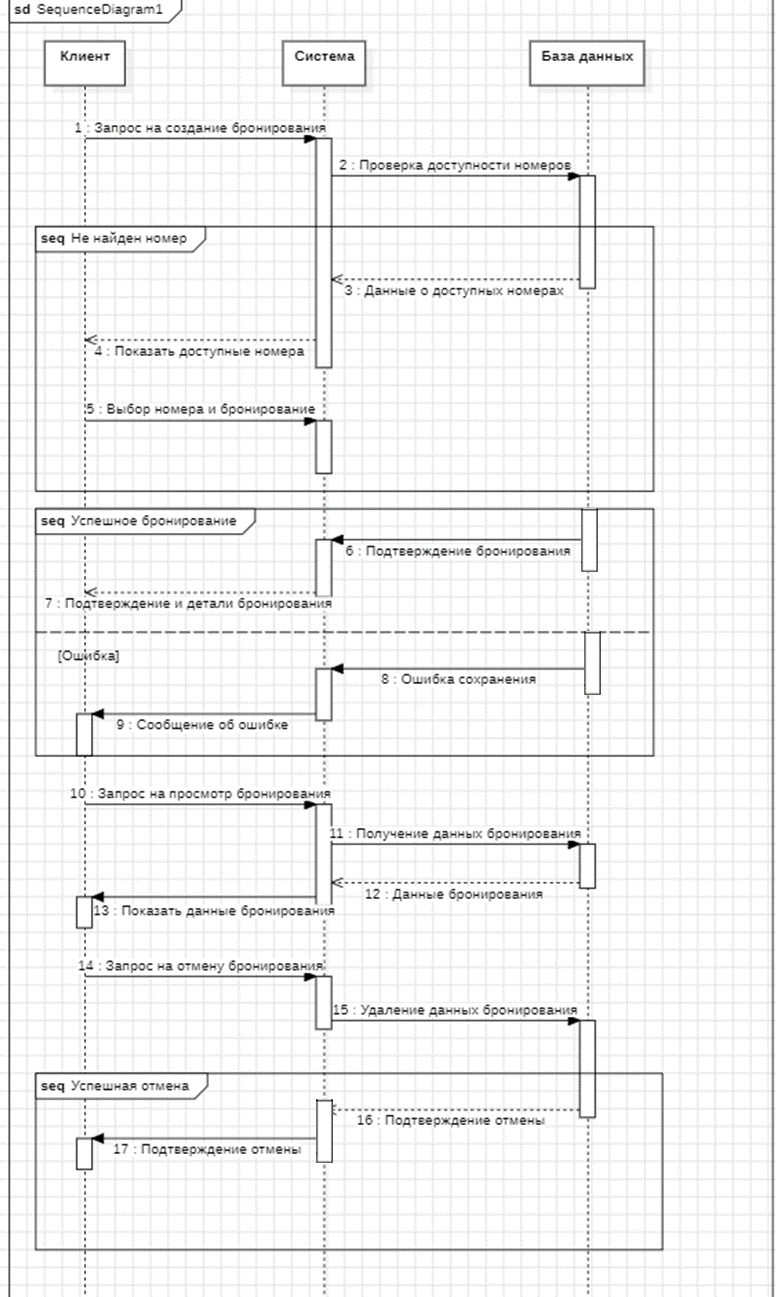 sd SequenceDiagram1
Клиент
Система
База данных
1 : Запрос на создание бронирования
2 : Проверка доступности номеров
seq Не найден номер
3 : Данные о доступных номерах
4 : Показать доступные номера
5 : Выбор номера и бронирование
seq Успешное бронирование
6 : Подтверждение бронирования
7 : Подтверждение и детали бронирования
[Ошибка]
8 : Ошибка сохранения
9 : Сообщение об ошибке
10 : Запрос на просмотр бронирования
11 : Получение данных бронирования
12 : Данные бронирования
13 : Показать данные бронирования
14 : Запрос на отмену бронирования
15 : Удаление данных бронирования
seq Успешная отмена
16 : Подтверждение отмены
17 : Подтверждение отмены